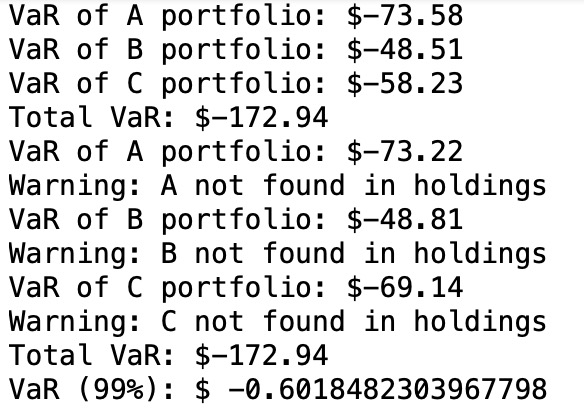 VaR of A portfolio: $-73.58
VaR of B portfolio: $-48.51
VaR of C portfolio: $-58.23
Total VaR: $-172.94
VaR of A portfolio: $-73.22
Warning: A not found in holdings
VaR of B portfolio: $-48.81
Warning: B not found in holdings
VaR of C portfolio: $-69.14
Warning: C not found in holdings
Total VaR: $-172.94
VaR (99%): $ -0.6018482303967798